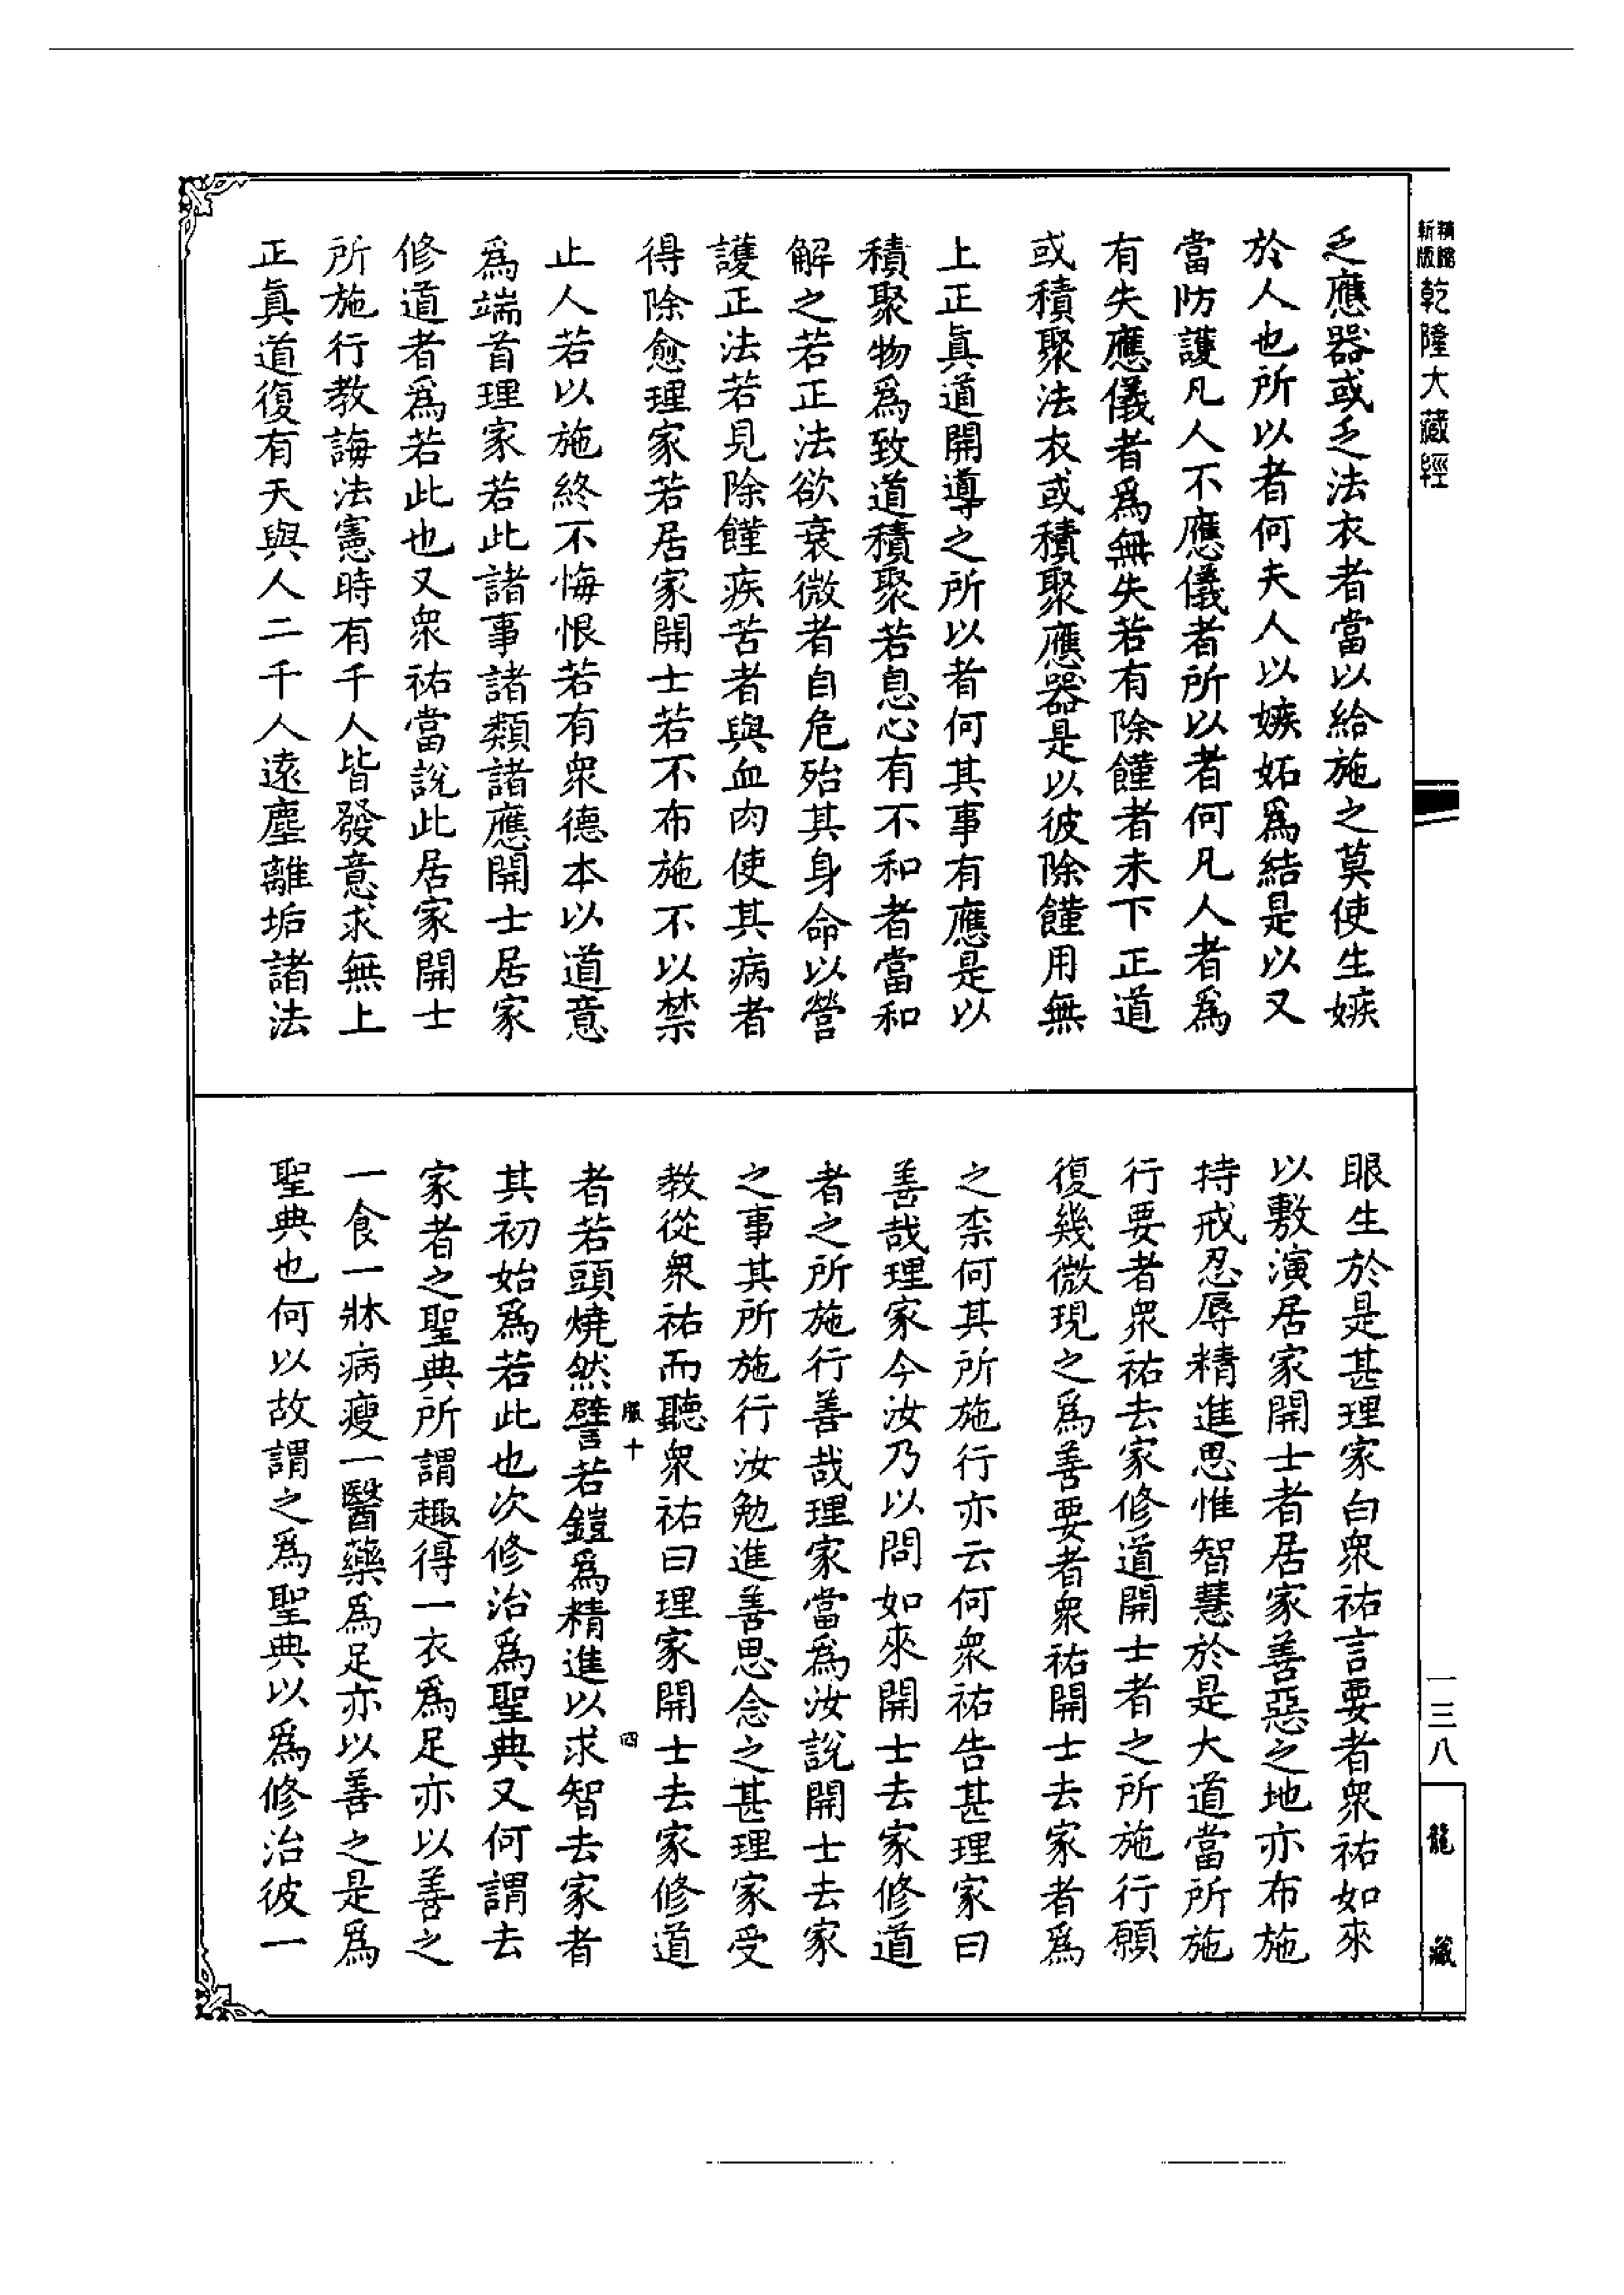 精縮
新版
乾隆大藏經
乏應器或乏法衣者當以給施之莫使生嫉
於人也所以者何夫人以嫉妬爲結是以又
當防護凡人不應儀者所以者何凡人者爲
有失應儀者爲無失若有除饉者未下正道
或積聚法衣或積聚應器是以彼除饉用無
上正眞道開導之所以者何其事有應是以
積聚物爲致道積聚若息心有不和者當和
解之若正法欲衰微者自危殆其身命以營
護正法若見除饉疾苦者與血肉使其病者
得除愈理家若居家開士若不布施不以禁
止人若以施終不悔恨若有衆德本以道意
爲端首理家若此諸事諸類諸應開士居家
修道者爲若此也又衆祐當說此居家開士
所施行教誨法憲時有千人皆發意求無上
正眞道復有天與人二千人遠塵離垢諸法
眼生於是甚理家白衆祐言要者衆祐如來
以敷演居家開士者居家善惡之地亦布施
持戒忍辱精進思惟智慧於是大道當所施
行要者衆祐去家修道開士者之所施行願
復幾微現之爲善要者衆祐開士去家者爲
之柰何其所施行亦云何衆祐告甚理家曰
善哉理家今汝乃以問如來開士去家修道
者之所施行善哉理家當爲汝說開士去家
之事其所施行汝勉進善思念之甚理家受
教從衆祐而聽衆祐曰理家開士去家修道
服十
四
者若頭燒然譬若鎧爲精進以求智去家者
其初始爲若此也次修治爲聖典又何謂去
家者之聖典所謂趣得一衣爲足亦以善之
一食一牀病瘦一醫藥爲足亦以善之是爲
聖典也何以故謂之爲聖典以爲修治彼一
一三八
龍藏